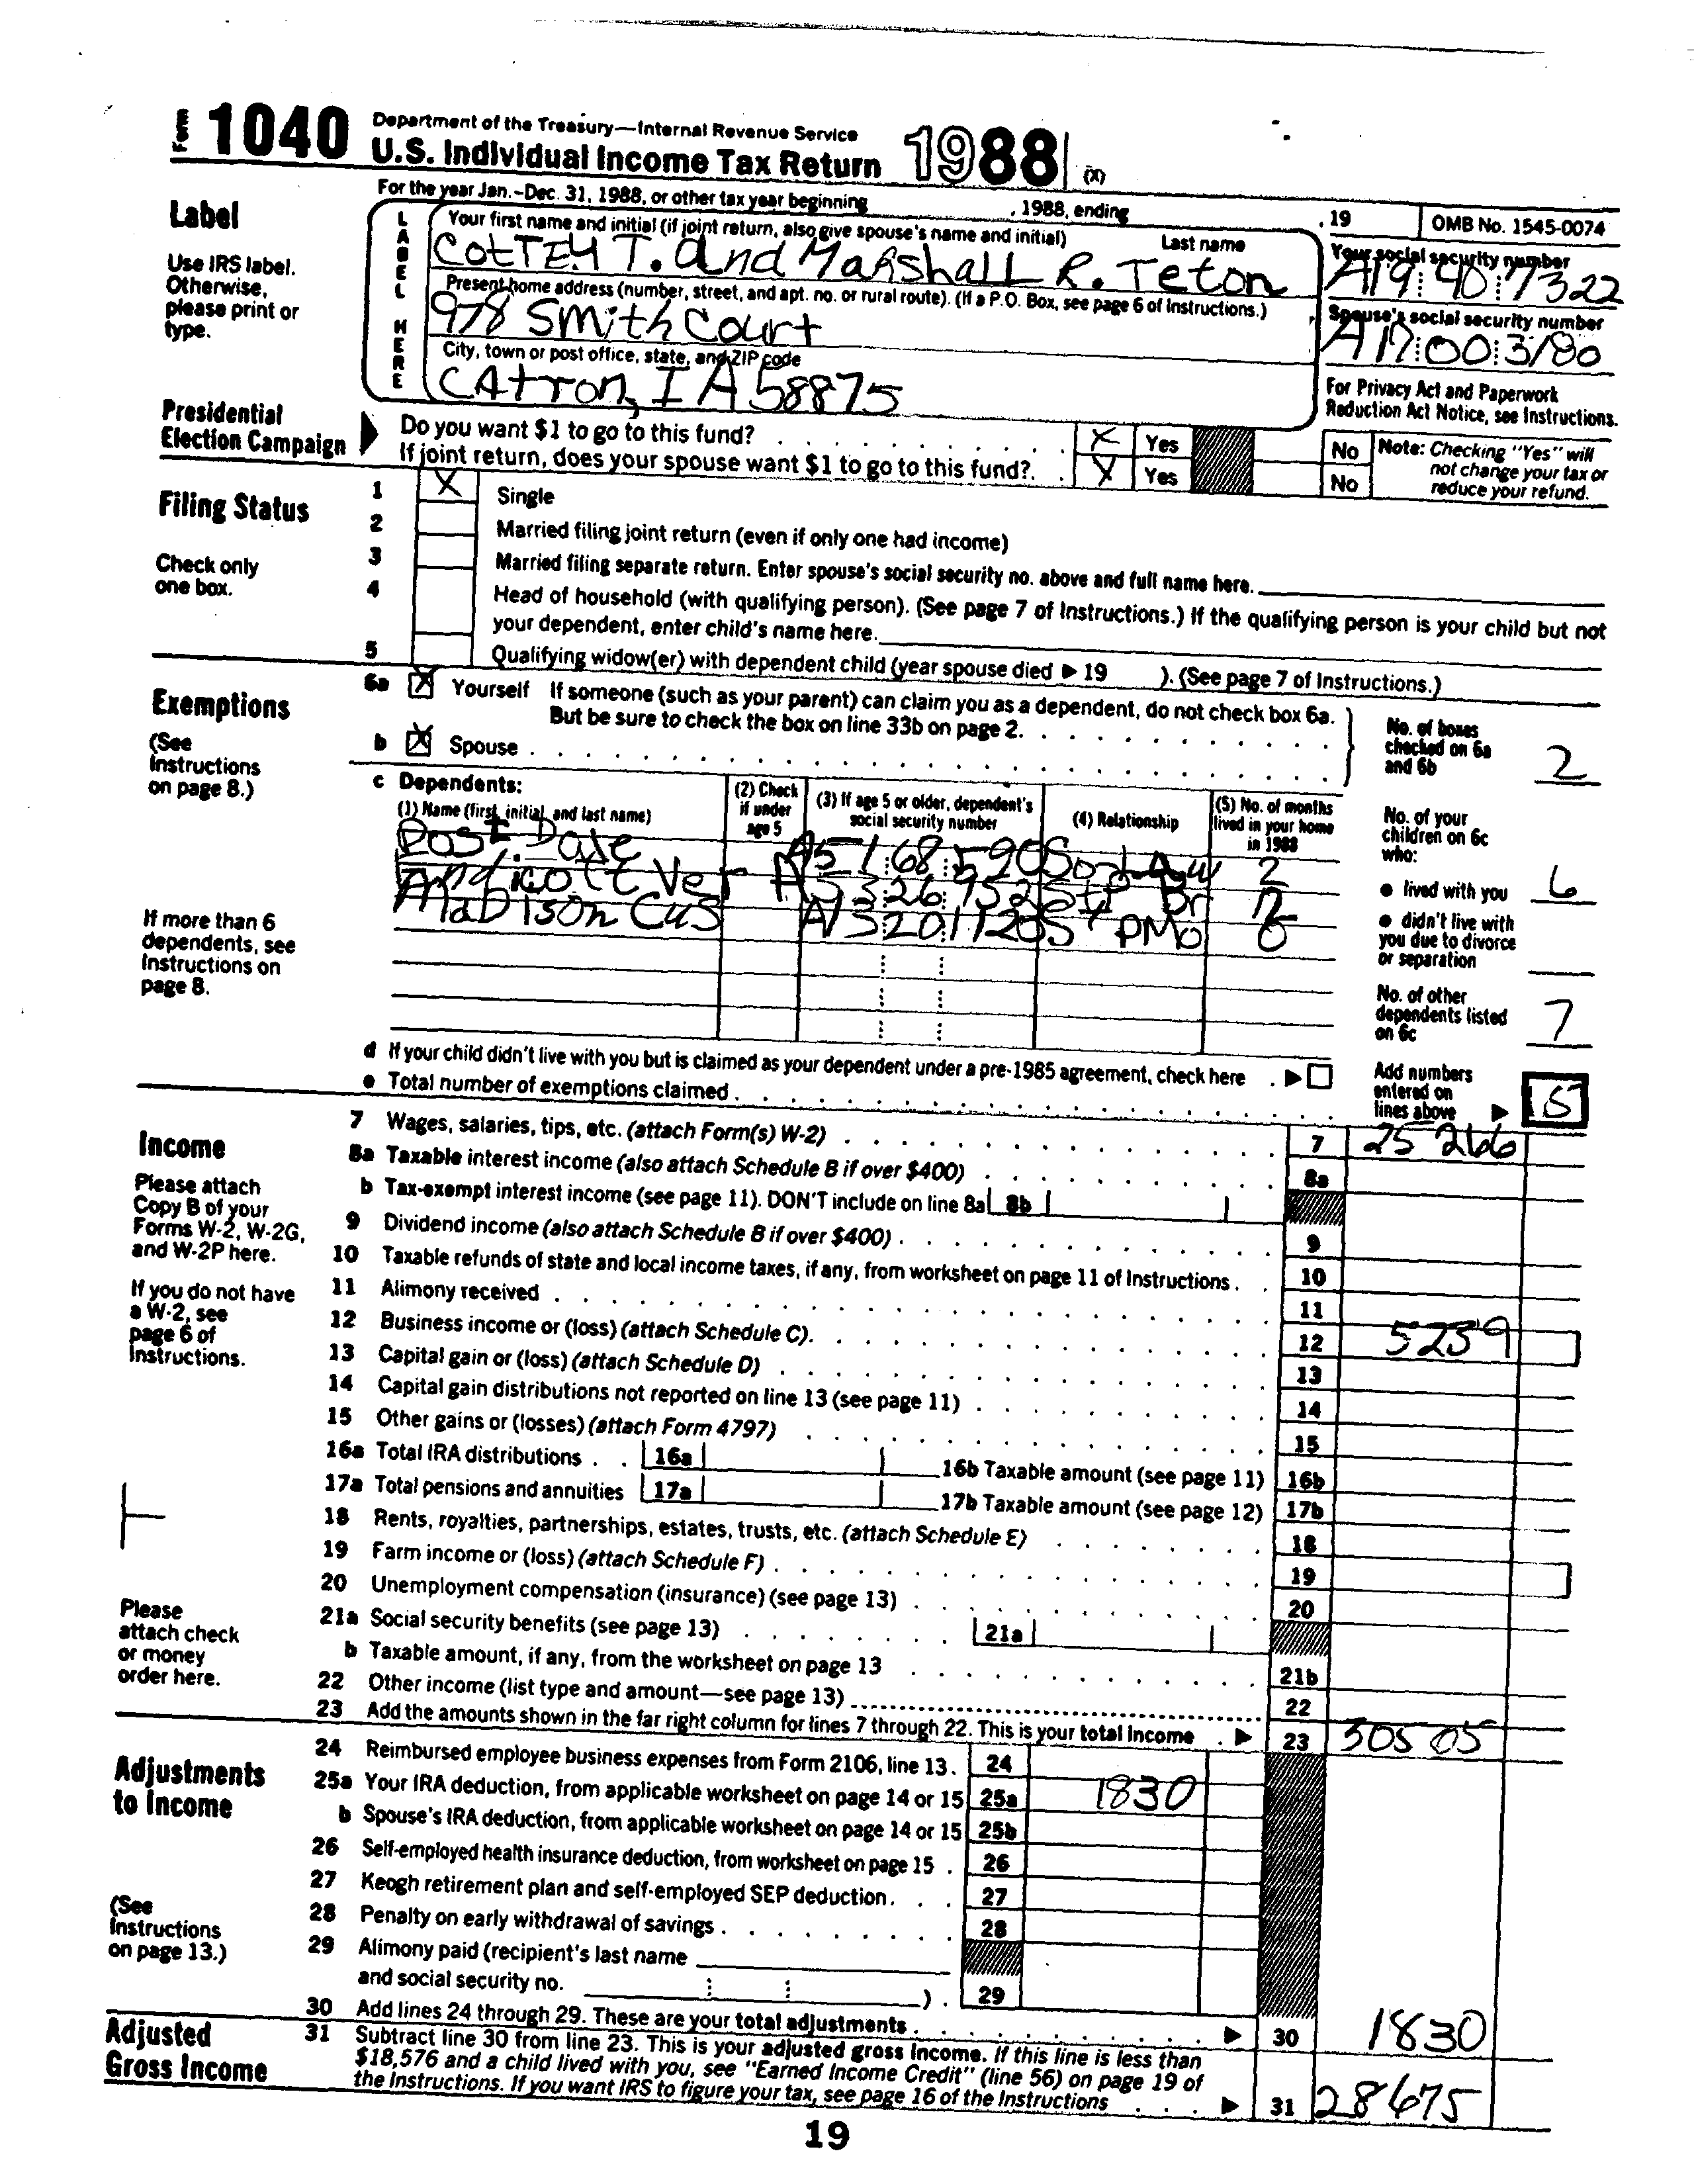 Form 1040 Department of the Treasury—Internal Revenue Service
U.S. Individual Income Tax Return 1988 (X)
For the year Jan.-Dec. 31, 1988, or other tax year beginning , 1988, ending , 19 OMB No. 1545-0074
Label
Use IRS label. Otherwise, please print or type.
LABEL HERE
Your first name and initial (if joint return, also give spouse's name and initial) Last name
CotTEY T. and Marshall R. Teton
Your social security number
A19 40 7322
Present home address (number, street, and apt. no. or rural route). (If a P.O. Box, see page 6 of Instructions.)
978 Smith Court
Spouse's social security number
A17 00 3180
City, town or post office, state, and ZIP code
CAtron, IA 58875
For Privacy Act and Paperwork Reduction Act Notice, see Instructions.
Presidential Election Campaign
Do you want $1 to go to this fund? X Yes No
If joint return, does your spouse want $1 to go to this fund? X Yes No
Note: Checking "Yes" will not change your tax or reduce your refund.
Filing Status
Check only one box.
1 X Single
2 Married filing joint return (even if only one had income)
3 Married filing separate return. Enter spouse's social security no. above and full name here.
4 Head of household (with qualifying person). (See page 7 of Instructions.) If the qualifying person is your child but not
your dependent, enter child's name here.
5 Qualifying widow(er) with dependent child (year spouse died ▶ 19 ). (See page 7 of Instructions.)
Exemptions
(See Instructions on page 8.)
6a X Yourself If someone (such as your parent) can claim you as a dependent, do not check box 6a.
But be sure to check the box on line 33b on page 2.
b X Spouse
No. of boxes checked on 6a and 6b 2
c Dependents:
(1) Name (first, initial, and last name) (2) Check if under age 5 (3) If age 5 or older, dependent's social security number (4) Relationship (5) No. of months lived in your home in 1988
Post. Date 2
Endicott Ver
Madison Cus StPMo
If more than 6 dependents, see Instructions on page 8.
No. of your children on 6c who:
● lived with you 6
● didn't live with you due to divorce or separation
No. of other dependents listed on 6c 7
d If your child didn't live with you but is claimed as your dependent under a pre-1985 agreement, check here ▶
e Total number of exemptions claimed
Add numbers entered on lines above ▶ 15
Income
Please attach Copy B of your Forms W-2, W-2G, and W-2P here.
If you do not have a W-2, see page 6 of Instructions.
7 Wages, salaries, tips, etc. (attach Form(s) W-2) 7 25 266
8a Taxable interest income (also attach Schedule B if over $400) 8a
b Tax-exempt interest income (see page 11). DON'T include on line 8a 8b
9 Dividend income (also attach Schedule B if over $400) 9
10 Taxable refunds of state and local income taxes, if any, from worksheet on page 11 of Instructions 10
11 Alimony received 11
12 Business income or (loss) (attach Schedule C) 12 5239
13 Capital gain or (loss) (attach Schedule D) 13
14 Capital gain distributions not reported on line 13 (see page 11) 14
15 Other gains or (losses) (attach Form 4797) 15
16a Total IRA distributions 16a 16b Taxable amount (see page 11) 16b
17a Total pensions and annuities 17a 17b Taxable amount (see page 12) 17b
18 Rents, royalties, partnerships, estates, trusts, etc. (attach Schedule E) 18
19 Farm income or (loss) (attach Schedule F) 19
20 Unemployment compensation (insurance) (see page 13) 20
21a Social security benefits (see page 13) 21a
b Taxable amount, if any, from the worksheet on page 13 21b
22 Other income (list type and amount—see page 13) 22
23 Add the amounts shown in the far right column for lines 7 through 22. This is your total income ▶ 23 30505
Please attach check or money order here.
Adjustments to Income
(See Instructions on page 13.)
24 Reimbursed employee business expenses from Form 2106, line 13. 24
25a Your IRA deduction, from applicable worksheet on page 14 or 15 25a 1830
b Spouse's IRA deduction, from applicable worksheet on page 14 or 15 25b
26 Self-employed health insurance deduction, from worksheet on page 15 26
27 Keogh retirement plan and self-employed SEP deduction 27
28 Penalty on early withdrawal of savings 28
29 Alimony paid (recipient's last name
and social security no. ) 29
30 Add lines 24 through 29. These are your total adjustments ▶ 30 1830
Adjusted Gross Income
31 Subtract line 30 from line 23. This is your adjusted gross income. If this line is less than
$18,576 and a child lived with you, see "Earned Income Credit" (line 56) on page 19 of
the Instructions. If you want IRS to figure your tax, see page 16 of the Instructions ▶ 31 28675
19